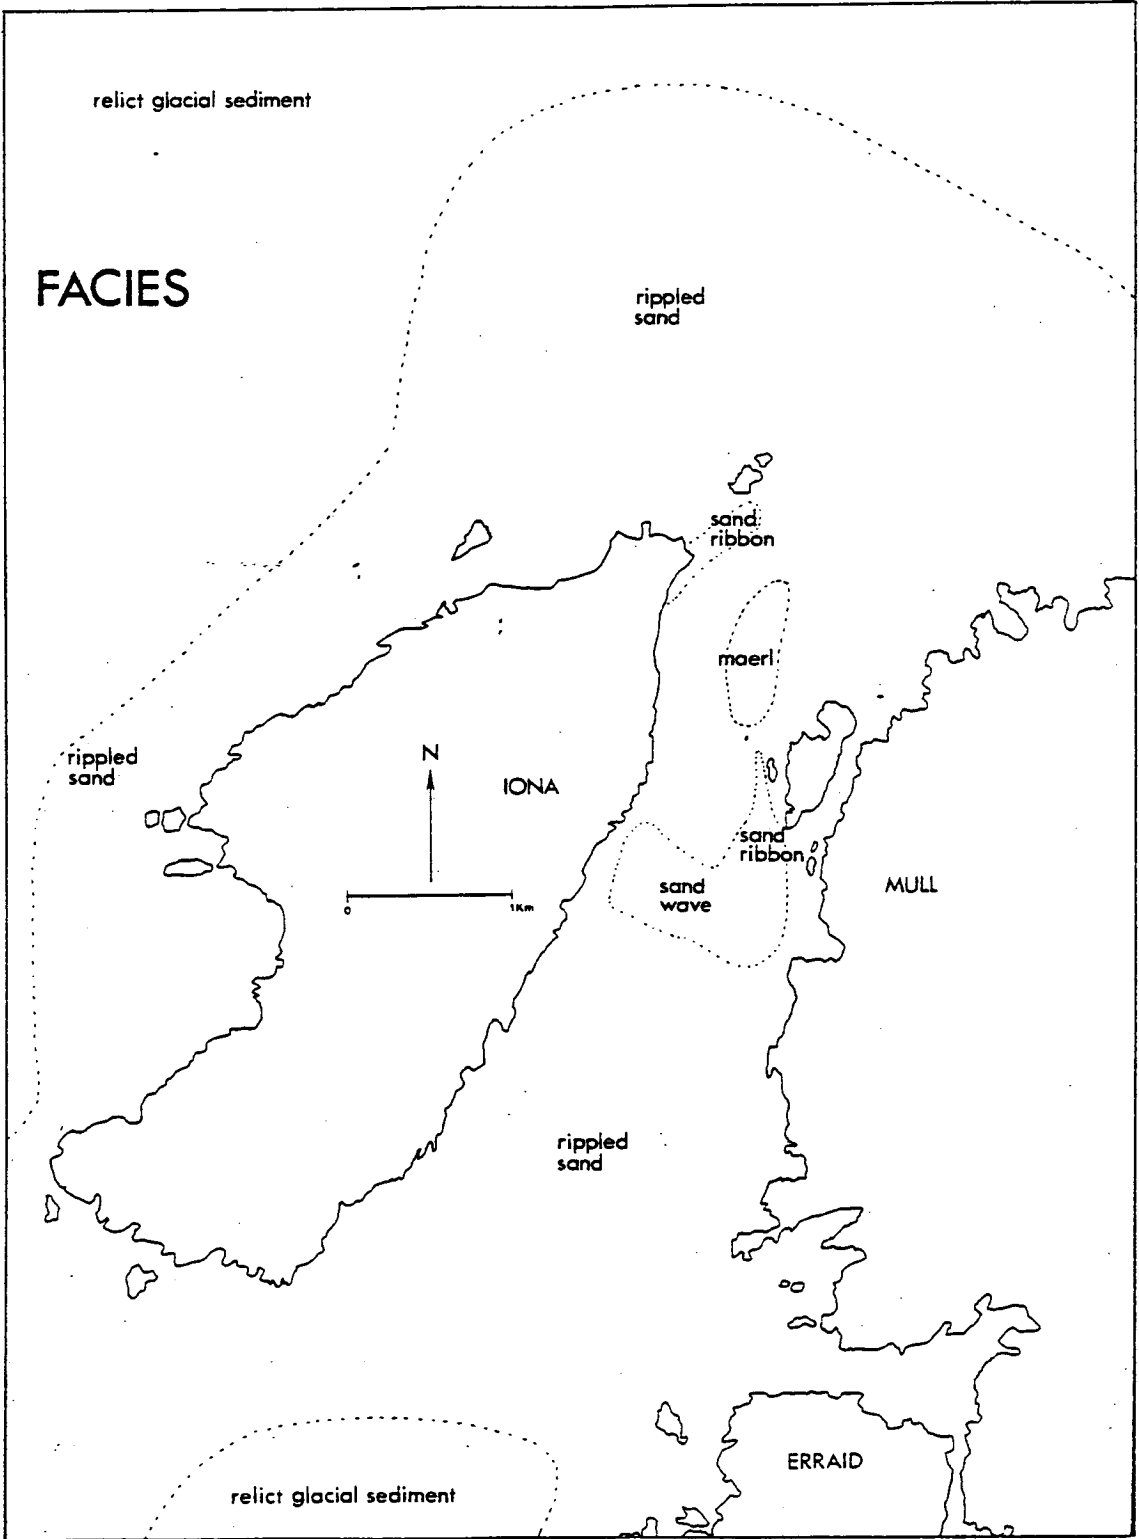 relict glacial sediment
FACIES
rippled
sand
sand
ribbon
maerl
rippled
sand
N
IONA
sand
ribbon
sand
wave
MULL
0
1Km
rippled
sand
ERRAID
relict glacial sediment